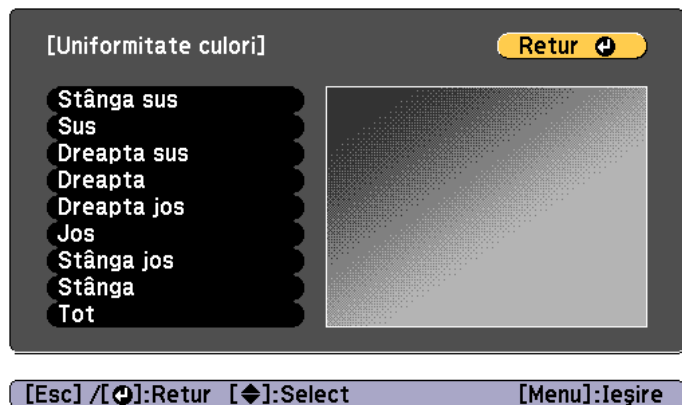 [Uniformitate culori]
Retur
Stânga sus
Sus
Dreapta sus
Dreapta
Dreapta jos
Jos
Stânga jos
Stânga
Tot
[Esc] /[⏎]:Retur [◆]:Select [Menu]:Ieşire